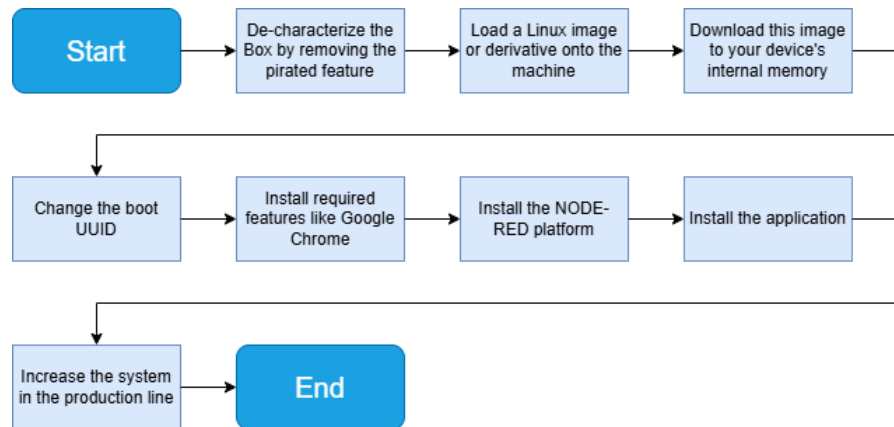 Start
De-characterize the
Box by removing the
pirated feature
Load a Linux image
or derivative onto the
machine
Download this image
to your device's
internal memory
Change the boot
UUID
Install required
features like Google
Chrome
Install the NODE-
RED platform
Install the application
Increase the system
in the production line
End